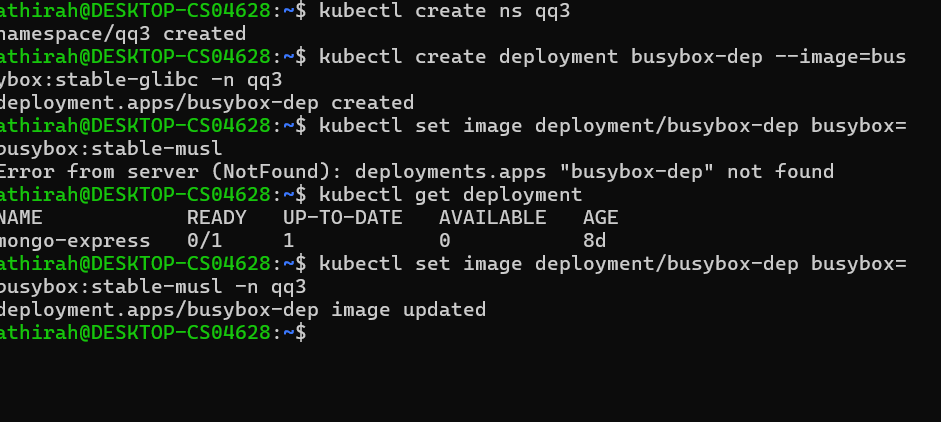 athirah@DESKTOP-CS04628:~$ kubectl create ns qq3
namespace/qq3 created
athirah@DESKTOP-CS04628:~$ kubectl create deployment busybox-dep --image=bus
ybox:stable-glibc -n qq3
deployment.apps/busybox-dep created
athirah@DESKTOP-CS04628:~$ kubectl set image deployment/busybox-dep busybox=
busybox:stable-musl
Error from server (NotFound): deployments.apps "busybox-dep" not found
athirah@DESKTOP-CS04628:~$ kubectl get deployment
NAME            READY   UP-TO-DATE   AVAILABLE   AGE
mongo-express   0/1     1            0           8d
athirah@DESKTOP-CS04628:~$ kubectl set image deployment/busybox-dep busybox=
busybox:stable-musl -n qq3
deployment.apps/busybox-dep image updated
athirah@DESKTOP-CS04628:~$